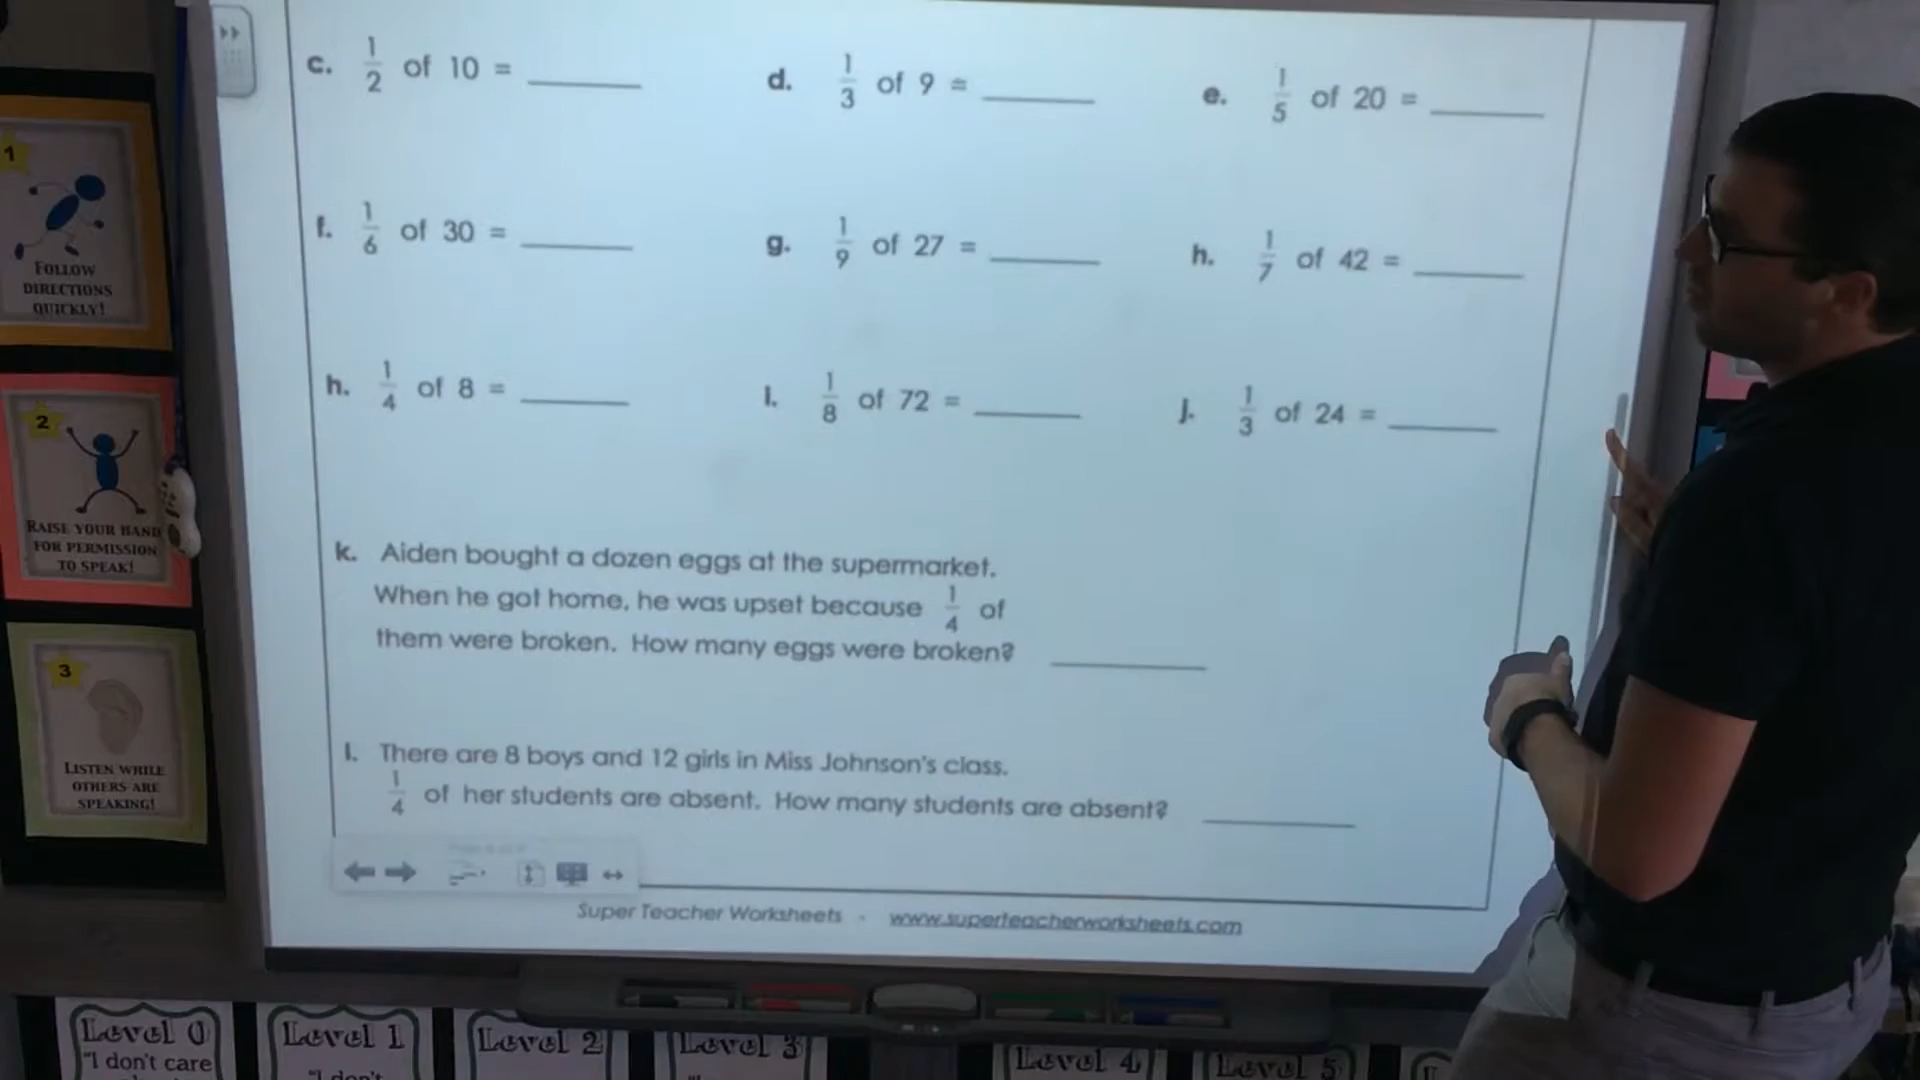 c. 1/2 of 10 = ______
d. 1/3 of 9 = ______
e. 1/5 of 20 = ______
f. 1/6 of 30 = ______
g. 1/9 of 27 = ______
h. 1/7 of 42 = ______
h. 1/4 of 8 = ______
i. 1/8 of 72 = ______
j. 1/3 of 24 = ______
k. Aiden bought a dozen eggs at the supermarket.
When he got home, he was upset because 1/4 of
them were broken. How many eggs were broken? ______
l. There are 8 boys and 12 girls in Miss Johnson's class.
1/4 of her students are absent. How many students are absent? ______
Super Teacher Worksheets - www.superteacherworksheets.com
1
FOLLOW
DIRECTIONS
QUICKLY!
2
RAISE YOUR HAND
FOR PERMISSION
TO SPEAK!
3
LISTEN WHILE
OTHERS ARE
SPEAKING!
Level 0
"I don't care
Level 1
"I don't
Level 2
Level 3
Level 4
Level 5